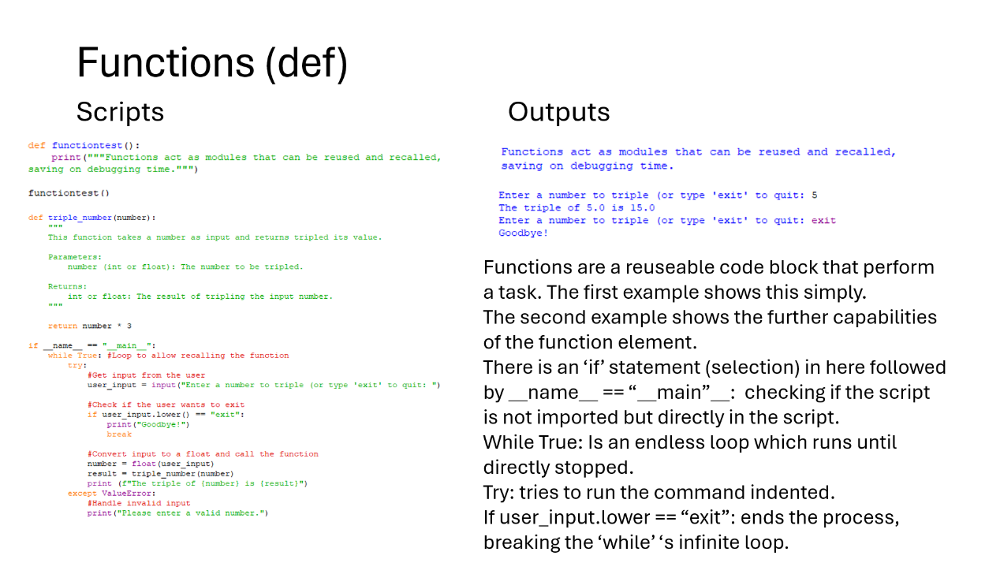 Functions (def)
Scripts
def functiontest():
    print("""Functions act as modules that can be reused and recalled,
saving on debugging time.""")
functiontest()
def triple_number(number):
    """
    This function takes a number as input and returns tripled its value.
    Parameters:
        number (int or float): The number to be tripled.
    Returns:
        int or float: The result of tripling the input number.
    """
    return number * 3
if __name__ == "__main__":
    while True: #Loop to allow recalling the function
        try:
            #Get input from the user
            user_input = input("Enter a number to triple (or type 'exit' to quit: ")
            #Check if the user wants to exit
            if user_input.lower() == "exit":
                print("Goodbye!")
                break
            #Convert input to a float and call the function
            number = float(user_input)
            result = triple_number(number)
            print (f"The triple of {number} is {result}")
        except ValueError:
            #Handle invalid input
            print("Please enter a valid number.")
Outputs
Functions act as modules that can be reused and recalled,
saving on debugging time.
Enter a number to triple (or type 'exit' to quit: 5
The triple of 5.0 is 15.0
Enter a number to triple (or type 'exit' to quit: exit
Goodbye!
Functions are a reuseable code block that perform
a task. The first example shows this simply.
The second example shows the further capabilities
of the function element.
There is an ‘if’ statement (selection) in here followed
by __name__ == “__main”__:  checking if the script
is not imported but directly in the script.
While True: Is an endless loop which runs until
directly stopped.
Try: tries to run the command indented.
If user_input.lower == “exit”: ends the process,
breaking the ‘while’ ‘s infinite loop.